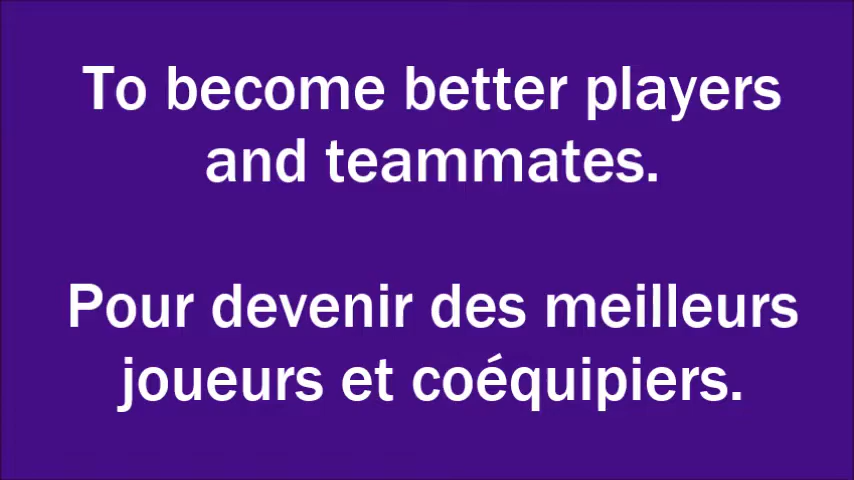 To become better players
and teammates.
Pour devenir des meilleurs
joueurs et coéquipiers.